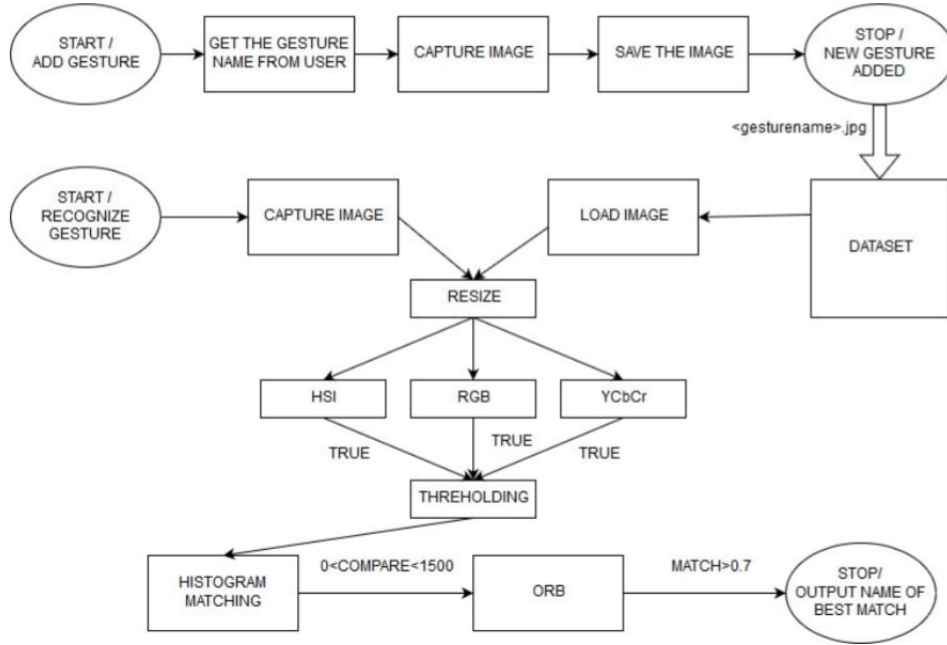 START /
ADD GESTURE
GET THE GESTURE
NAME FROM USER
CAPTURE IMAGE
SAVE THE IMAGE
STOP /
NEW GESTURE
ADDED
<gesturename>.jpg
START /
RECOGNIZE
GESTURE
CAPTURE IMAGE
LOAD IMAGE
DATASET
RESIZE
HSI
RGB
YCbCr
TRUE
TRUE
TRUE
THREHOLDING
HISTOGRAM
MATCHING
0<COMPARE<1500
ORB
MATCH>0.7
STOP/
OUTPUT NAME OF
BEST MATCH